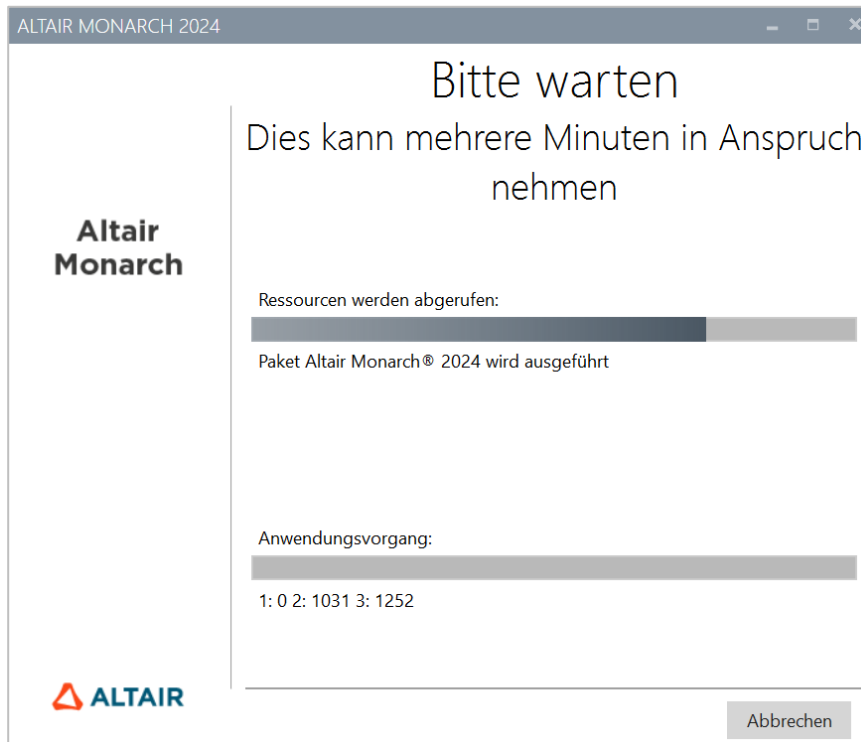 ALTAIR MONARCH 2024
Bitte warten
Dies kann mehrere Minuten in Anspruch
nehmen
Altair
Monarch
Ressourcen werden abgerufen:
Paket Altair Monarch® 2024 wird ausgeführt
Anwendungsvorgang:
1: 0 2: 1031 3: 1252
ALTAIR
Abbrechen